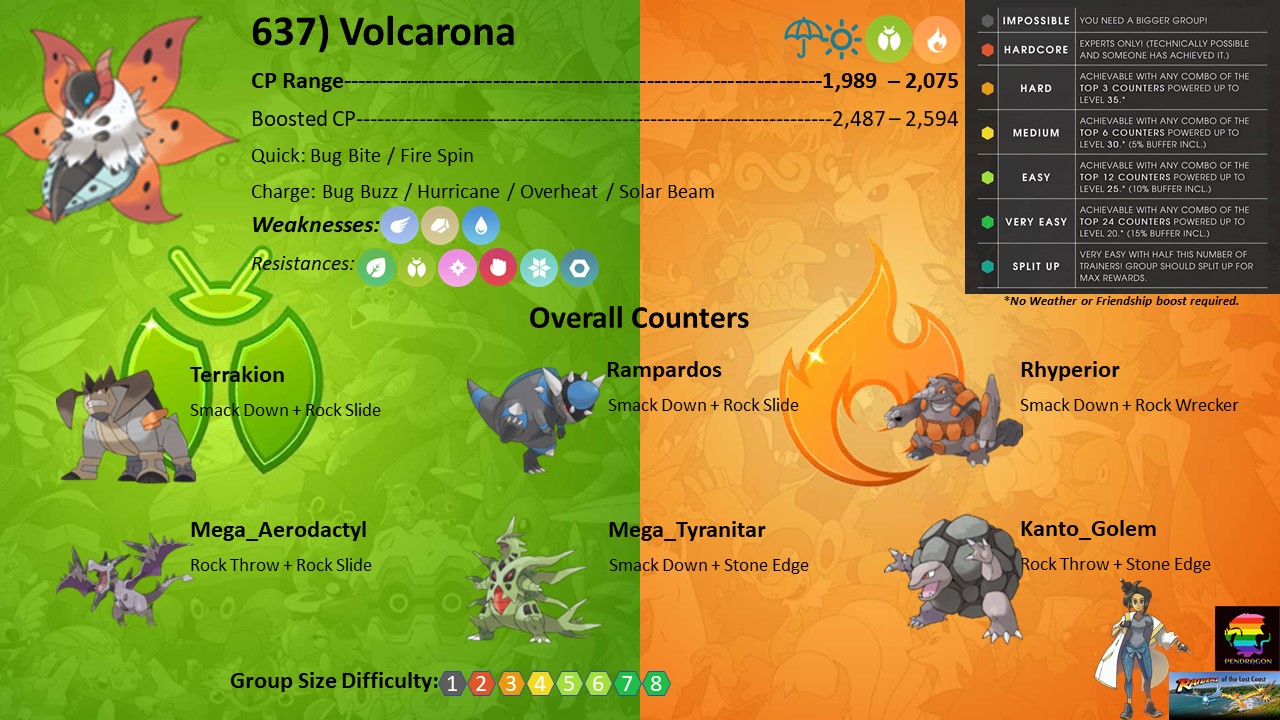 637) Volcarona
CP Range--------------------------------------------------------------------1,989 – 2,075
Boosted CP--------------------------------------------------------------------2,487 – 2,594
Quick: Bug Bite / Fire Spin
Charge: Bug Buzz / Hurricane / Overheat / Solar Beam
Weaknesses:
Resistances:
IMPOSSIBLE YOU NEED A BIGGER GROUP!
HARDCORE EXPERTS ONLY! (TECHNICALLY POSSIBLE
AND SOMEONE HAS ACHIEVED IT.)
HARD ACHIEVABLE WITH ANY COMBO OF THE
TOP 3 COUNTERS POWERED UP TO
LEVEL 35.*
MEDIUM ACHIEVABLE WITH ANY COMBO OF THE
TOP 6 COUNTERS POWERED UP TO
LEVEL 30.* (5% BUFFER INCL.)
EASY ACHIEVABLE WITH ANY COMBO OF THE
TOP 12 COUNTERS POWERED UP TO
LEVEL 25.* (10% BUFFER INCL.)
VERY EASY ACHIEVABLE WITH ANY COMBO OF THE
TOP 24 COUNTERS POWERED UP TO
LEVEL 20.* (15% BUFFER INCL.)
SPLIT UP VERY EASY WITH HALF THIS NUMBER OF
TRAINERS! GROUP SHOULD SPLIT UP FOR
MAX REWARDS.
*No Weather or Friendship boost required.
Overall Counters
Terrakion
Smack Down + Rock Slide
Rampardos
Smack Down + Rock Slide
Rhyperior
Smack Down + Rock Wrecker
Mega_Aerodactyl
Rock Throw + Rock Slide
Mega_Tyranitar
Smack Down + Stone Edge
Kanto_Golem
Rock Throw + Stone Edge
Group Size Difficulty: 1 2 3 4 5 6 7 8
PENDRAGON
RAIDERS of the Lost Coast